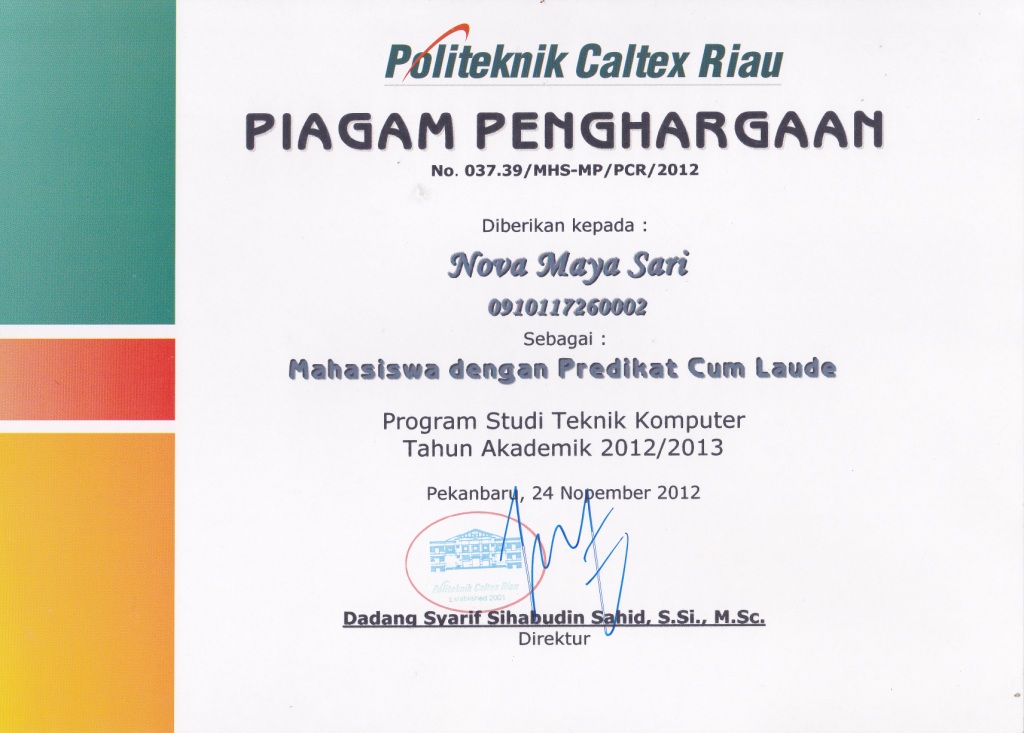 Politeknik Caltex Riau
PIAGAM PENGHARGAAN
No. 037.39/MHS-MP/PCR/2012
Diberikan kepada :
Nova Maya Sari
0910117260002
Sebagai :
Mahasiswa dengan Predikat Cum Laude
Program Studi Teknik Komputer
Tahun Akademik 2012/2013
Pekanbaru, 24 Nopember 2012
Politeknik Caltex Riau
Established 2001
Dadang Syarif Sihabudin Sahid, S.Si., M.Sc.
Direktur